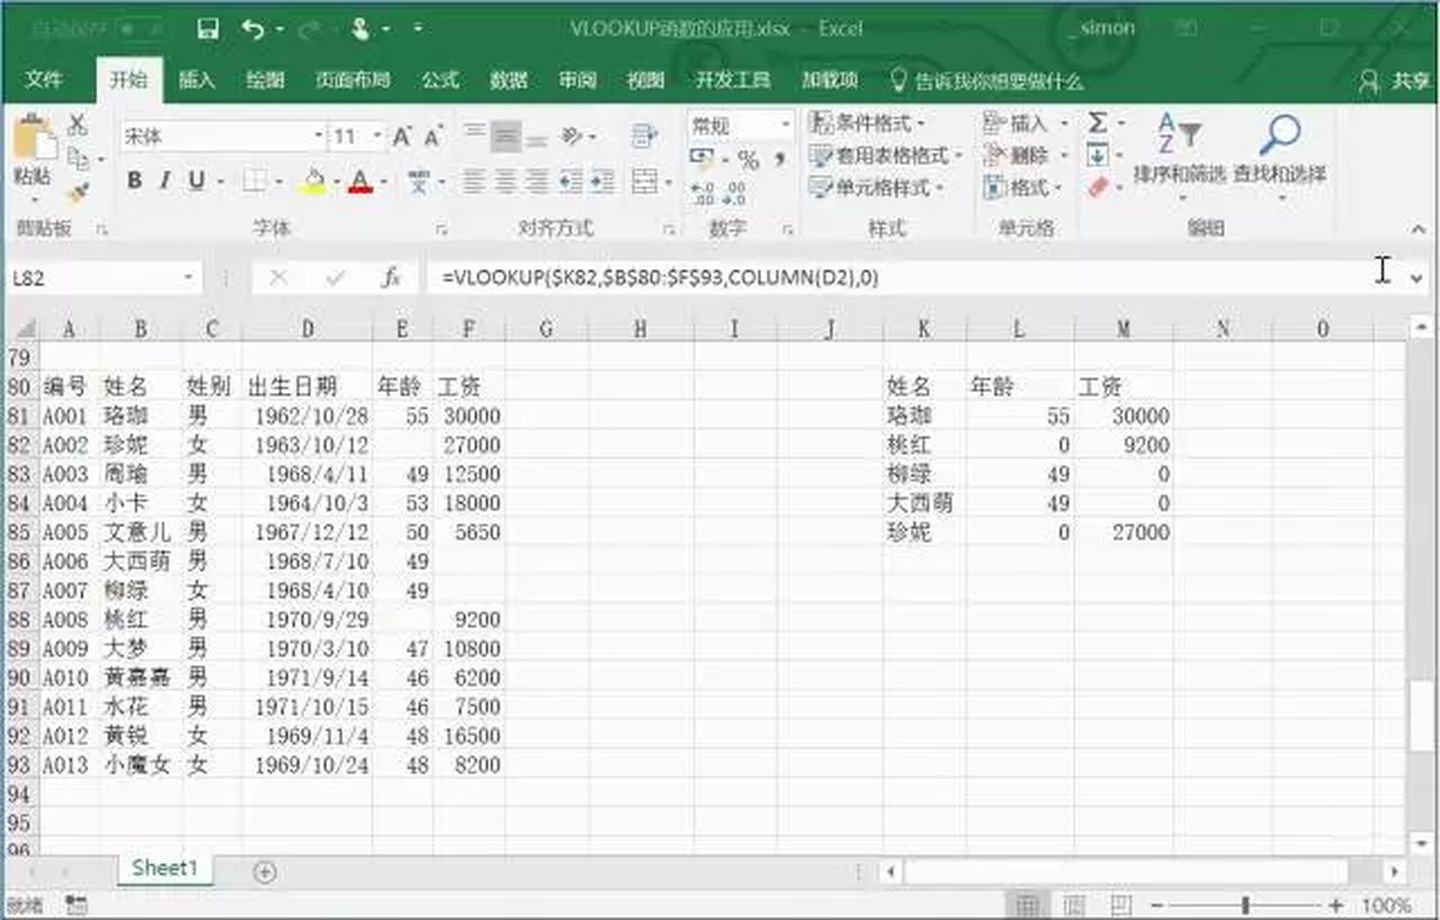 VLOOKUP函数的应用.xlsx - Excel
simon
文件 开始 插入 绘图 页面布局 公式 数据 审阅 视图 开发工具 加载项 告诉我你想要做什么 共享
宋体 11 常规 条件格式 插入
粘贴 套用表格格式 删除 排序和筛选 查找和选择
B I U A % 单元格样式 格式
剪贴板 字体 对齐方式 数字 样式 单元格 编辑
L82 fx =VLOOKUP($K82,$B$80:$F$93,COLUMN(D2),0)
A B C D E F G H I J K L M N O
79
80 编号 姓名 姓别 出生日期 年龄 工资 姓名 年龄 工资
81 A001 珞珈 男 1962/10/28 55 30000 珞珈 55 30000
82 A002 珍妮 女 1963/10/12 27000 桃红 0 9200
83 A003 周瑜 男 1968/4/11 49 12500 柳绿 49 0
84 A004 小卡 女 1964/10/3 53 18000 大西萌 49 0
85 A005 文意儿 男 1967/12/12 50 5650 珍妮 0 27000
86 A006 大西萌 男 1968/7/10 49
87 A007 柳绿 女 1968/4/10 49
88 A008 桃红 男 1970/9/29 9200
89 A009 大梦 男 1970/3/10 47 10800
90 A010 黄嘉嘉 男 1971/9/14 46 6200
91 A011 水花 男 1971/10/15 46 7500
92 A012 黄锐 女 1969/11/4 48 16500
93 A013 小魔女 女 1969/10/24 48 8200
94
95
96
Sheet1
就绪 100%